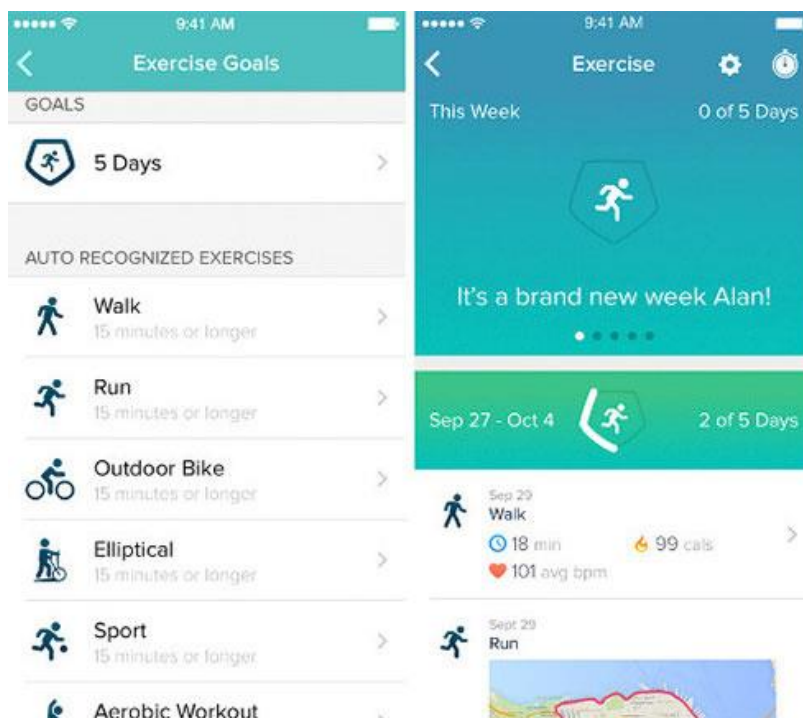 9:41 AM
Exercise Goals
GOALS
5 Days
AUTO RECOGNIZED EXERCISES
Walk
15 minutes or longer
Run
15 minutes or longer
Outdoor Bike
15 minutes or longer
Elliptical
15 minutes or longer
Sport
15 minutes or longer
Aerobic Workout
9:41 AM
Exercise
This Week
0 of 5 Days
It's a brand new week Alan!
Sep 27 - Oct 4
2 of 5 Days
Sep 29
Walk
18 min
99 cals
101 avg bpm
Sept 29
Run